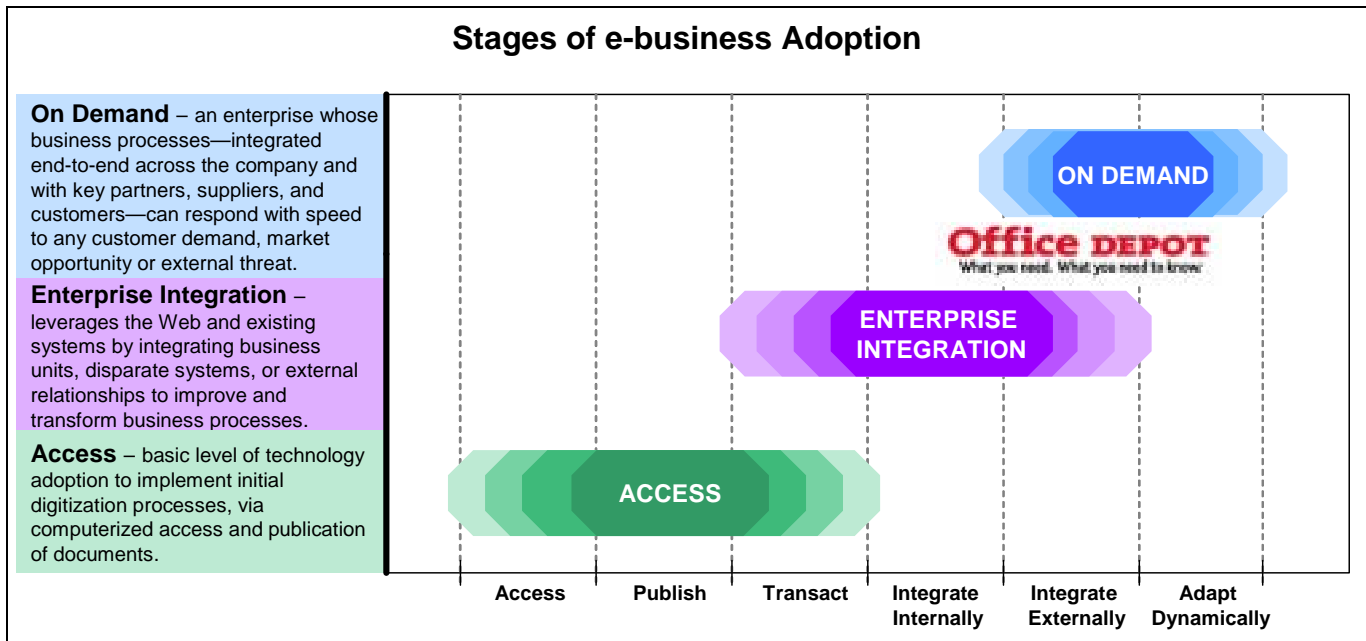 Stages of e-business Adoption
On Demand – an enterprise whose
business processes—integrated
end-to-end across the company and
with key partners, suppliers, and
customers—can respond with speed
to any customer demand, market
opportunity or external threat.
Enterprise Integration –
leverages the Web and existing
systems by integrating business
units, disparate systems, or external
relationships to improve and
transform business processes.
Access – basic level of technology
adoption to implement initial
digitization processes, via
computerized access and publication
of documents.
ON DEMAND
Office DEPOT
What you need. What you need to know
ENTERPRISE
INTEGRATION
ACCESS
Access
Publish
Transact
Integrate
Internally
Integrate
Externally
Adapt
Dynamically